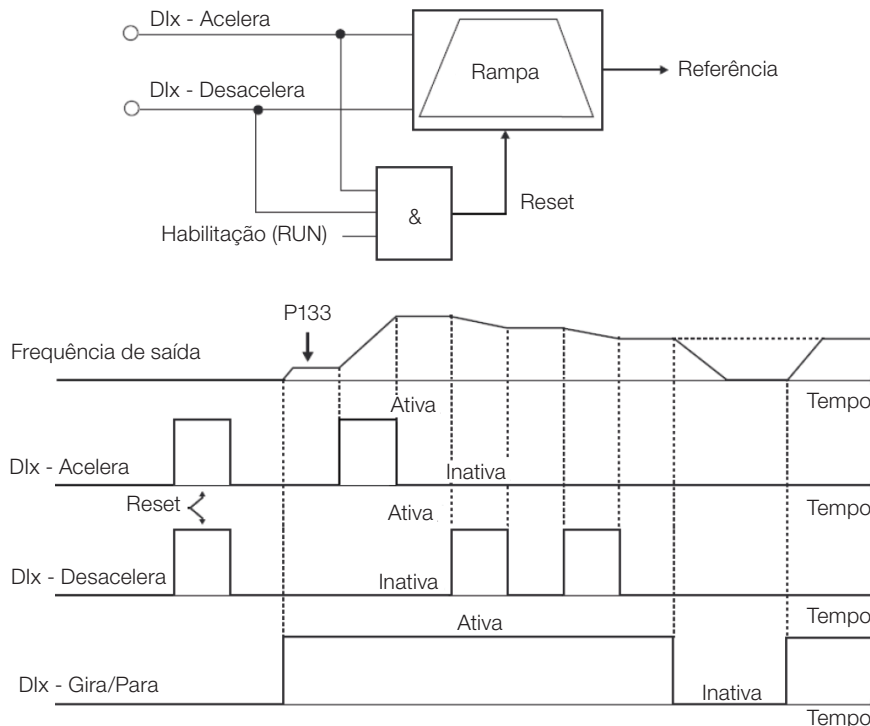 DIx - Acelera
Rampa
Referência
DIx - Desacelera
&
Reset
Habilitação (RUN)
P133
Frequência de saída
Tempo
Ativa
DIx - Acelera
Inativa
Tempo
Reset
Ativa
DIx - Desacelera
Inativa
Tempo
Ativa
DIx - Gira/Para
Inativa
Tempo